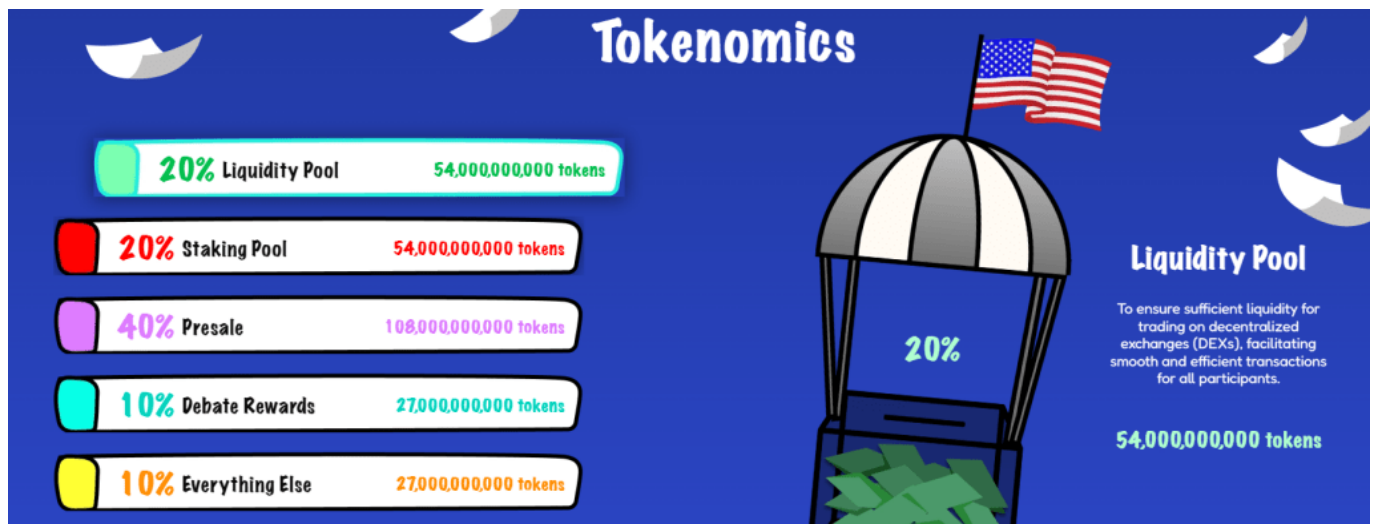 Tokenomics
20% Liquidity Pool 54,000,000,000 tokens
20% Staking Pool 54,000,000,000 tokens
40% Presale 108,000,000,000 tokens
10% Debate Rewards 27,000,000,000 tokens
10% Everything Else 27,000,000,000 tokens
20%
Liquidity Pool
To ensure sufficient liquidity for
trading on decentralized
exchanges (DEXs), facilitating
smooth and efficient transactions
for all participants.
54,000,000,000 tokens